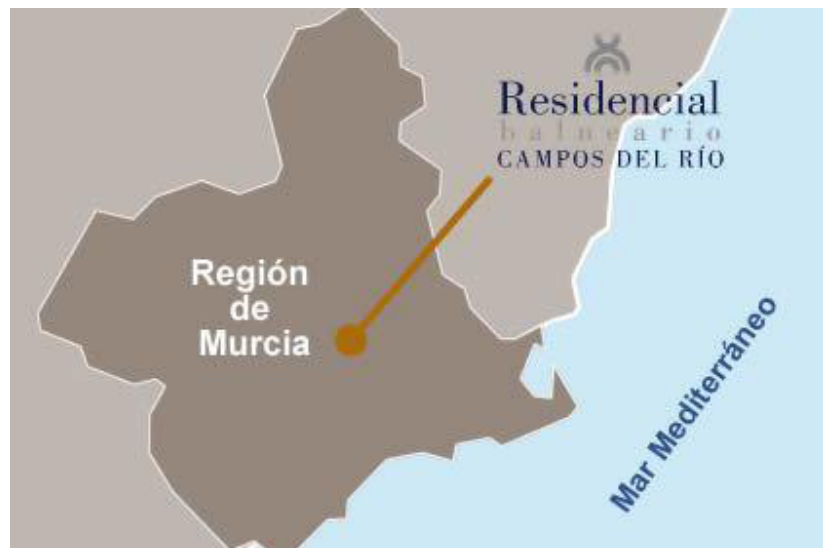 Residencial
balneario
CAMPOS DEL RÍO
Región
de
Murcia
Mar Mediterráneo